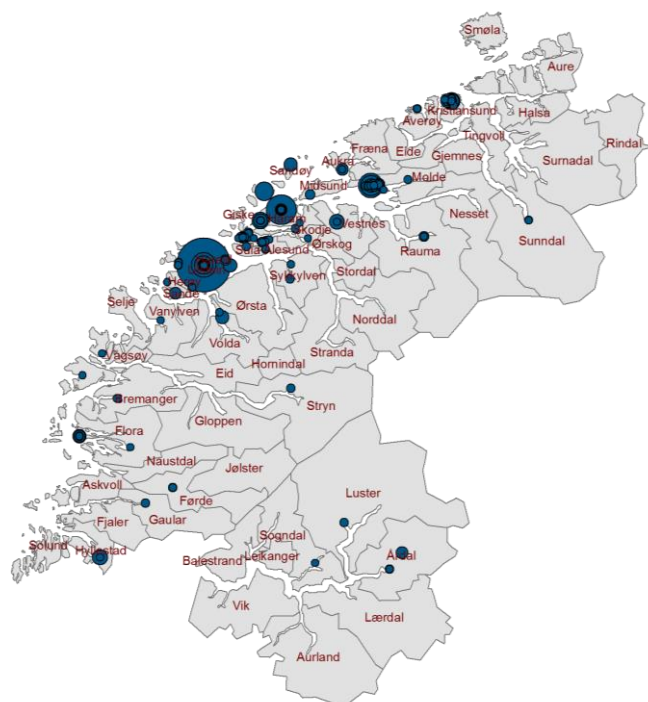 Smøla
Aure
Kristiansund
Halsa
Averøy
Tingvoll
Rindal
Fræna
Eide
Gjemnes
Surnadal
Aukra
Sandøy
Midsund
Molde
Nesset
Giske
Vestnes
Skodje
Ørskog
Rauma
Sunndal
Sula
Ålesund
Stordal
Sykkylven
Herøy
Sande
Selje
Vanylven
Ørsta
Norddal
Volda
Stranda
Vågsøy
Hornindal
Eid
Bremanger
Stryn
Gloppen
Flora
Naustdal
Jølster
Askvoll
Luster
Førde
Fjaler
Gaular
Sogndal
Solund
Hyllestad
Leikanger
Balestrand
Årdal
Vik
Lærdal
Aurland